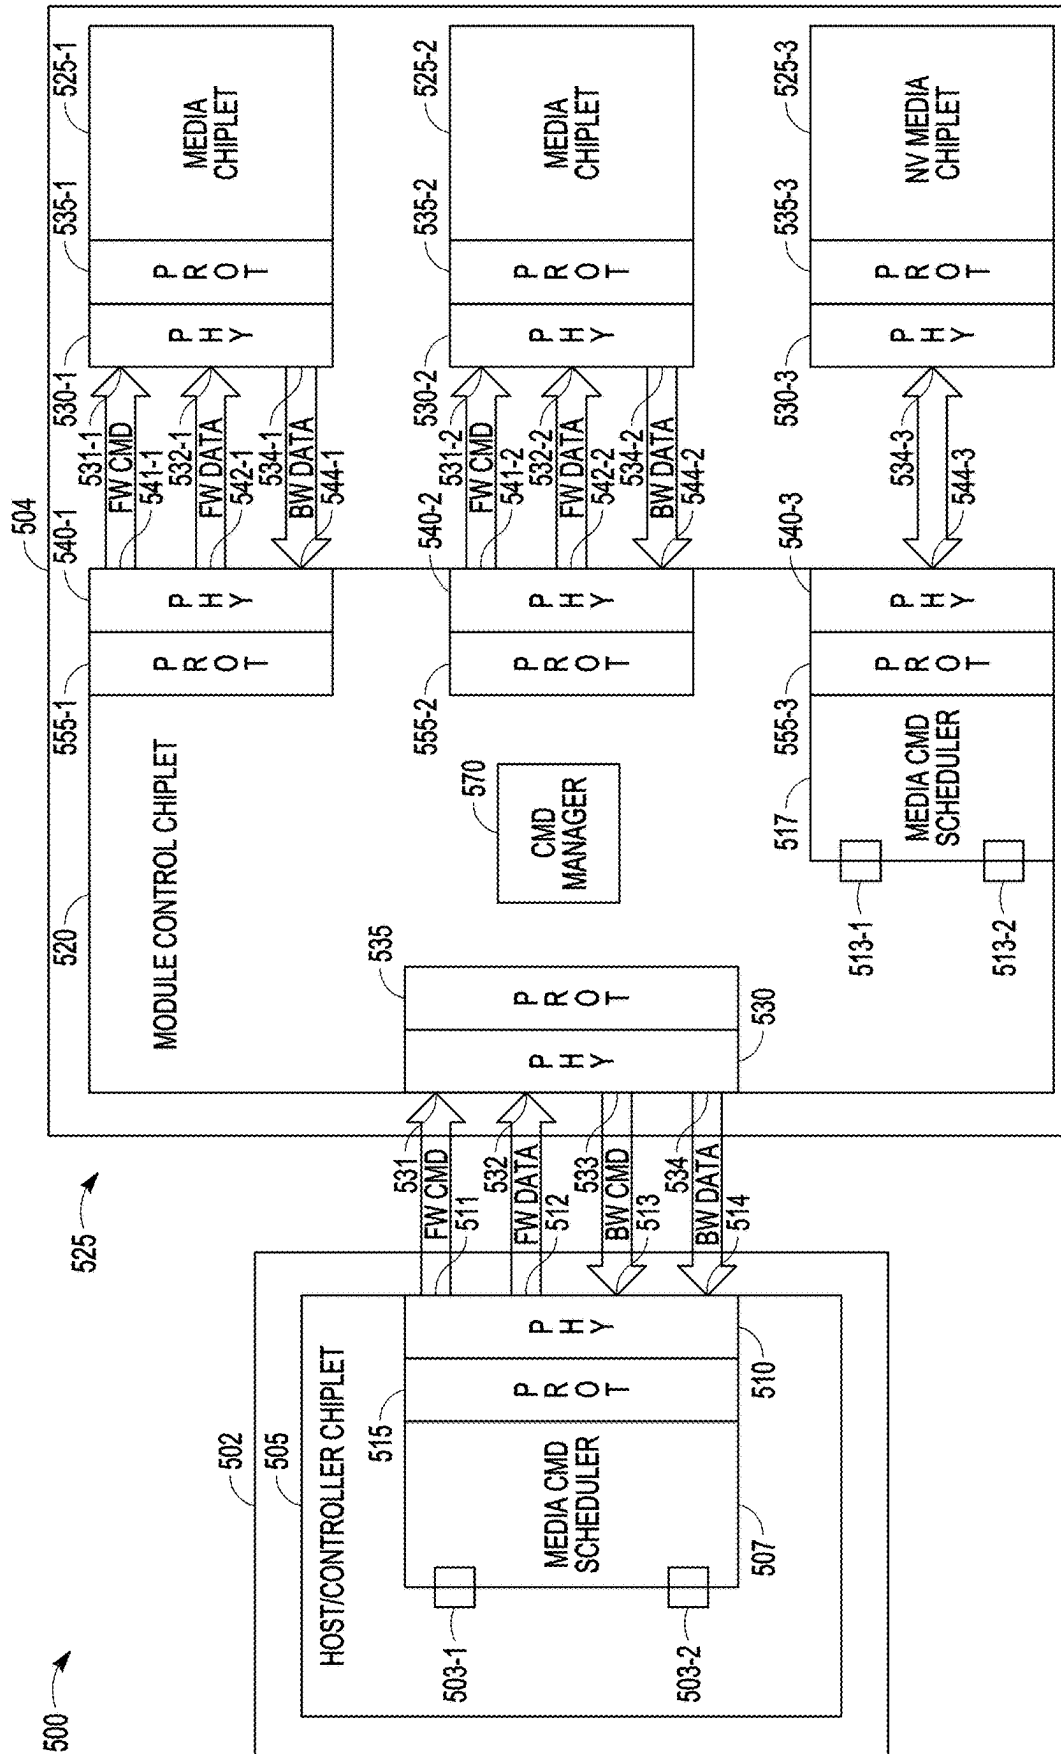 500
502
505
HOST/CONTROLLER CHIPLET
503-1
503-2
MEDIA CMD
SCHEDULER
507
515
PROT
PHY
510
FW CMD
511
531
FW DATA
512
532
BW CMD
513
533
BW DATA
514
534
525
504
520
MODULE CONTROL CHIPLET
PHY
530
PROT
535
CMD
MANAGER
570
513-1
513-2
MEDIA CMD
SCHEDULER
517
555-1
PROT
540-1
PHY
531-1
FW CMD
541-1
532-1
FW DATA
542-1
534-1
BW DATA
544-1
530-1
PHY
535-1
PROT
525-1
MEDIA
CHIPLET
555-2
PROT
540-2
PHY
531-2
FW CMD
541-2
532-2
FW DATA
542-2
534-2
BW DATA
544-2
530-2
PHY
535-2
PROT
525-2
MEDIA
CHIPLET
555-3
PROT
540-3
PHY
534-3
544-3
530-3
PHY
535-3
PROT
525-3
NV MEDIA
CHIPLET